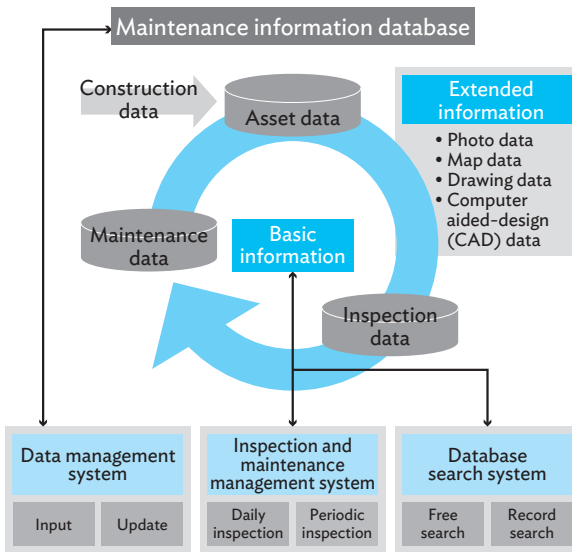 Maintenance information database
Construction
data
Asset data
Extended
information
• Photo data
• Map data
• Drawing data
• Computer
aided-design
(CAD) data
Maintenance
data
Basic
information
Inspection
data
Data management
system
Input
Update
Inspection and
maintenance
management system
Daily
inspection
Periodic
inspection
Database
search system
Free
search
Record
search